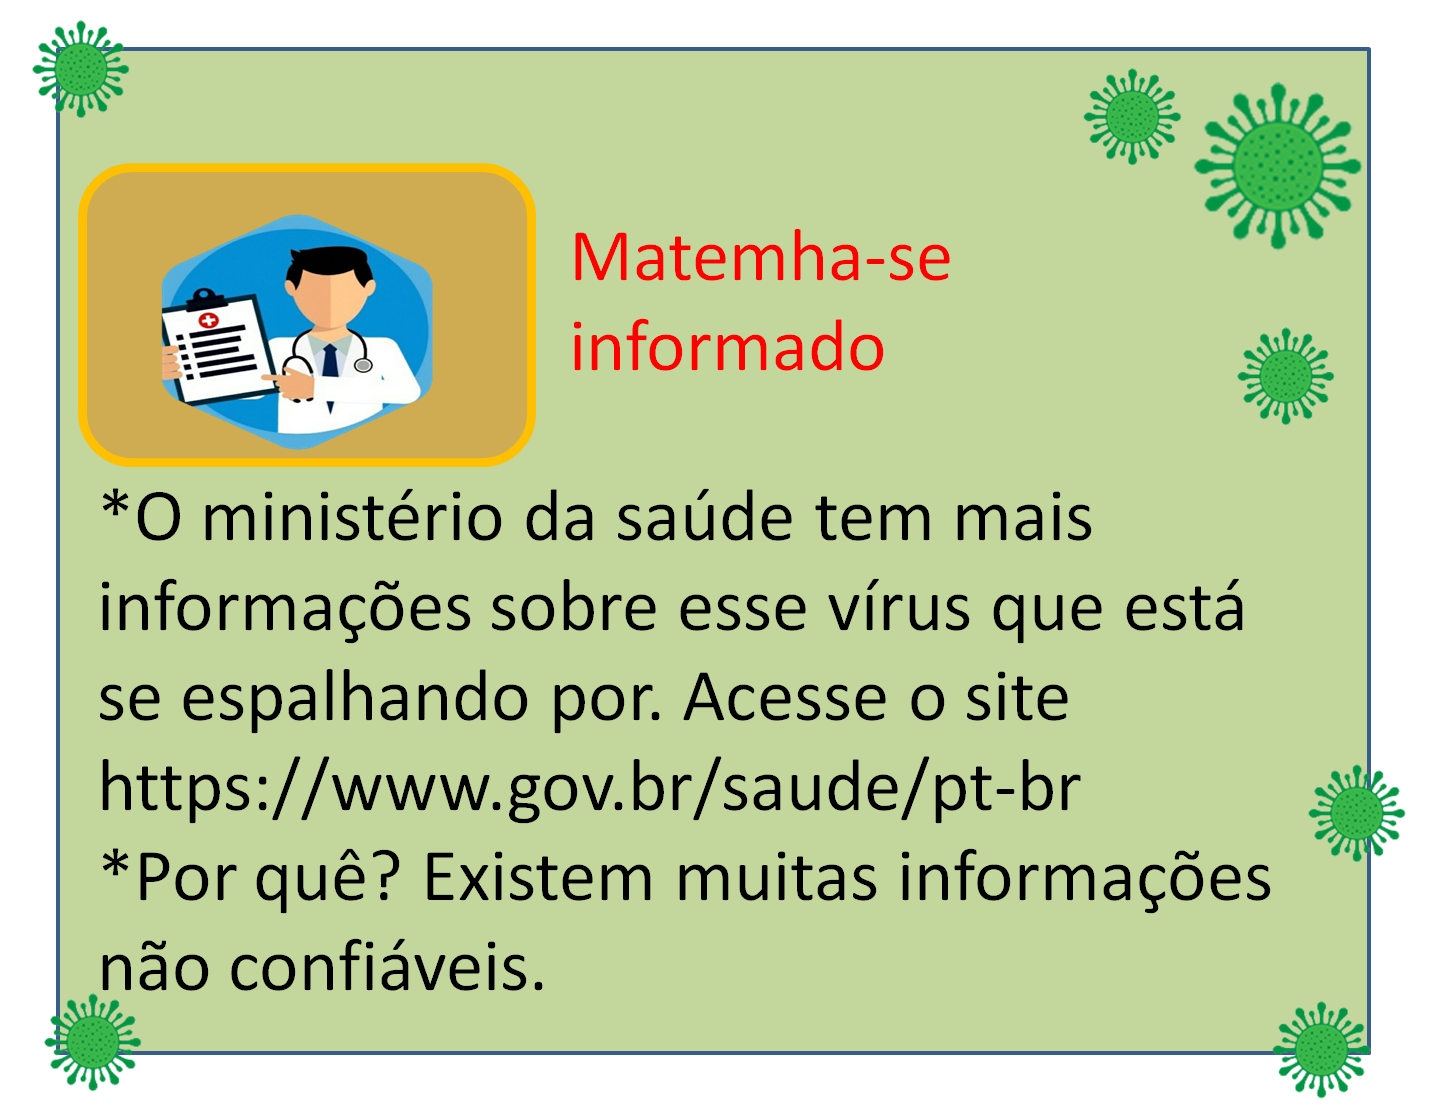 Matemha-se
informado
*O ministério da saúde tem mais
informações sobre esse vírus que está
se espalhando por. Acesse o site
https://www.gov.br/saude/pt-br
*Por quê? Existem muitas informações
não confiáveis.